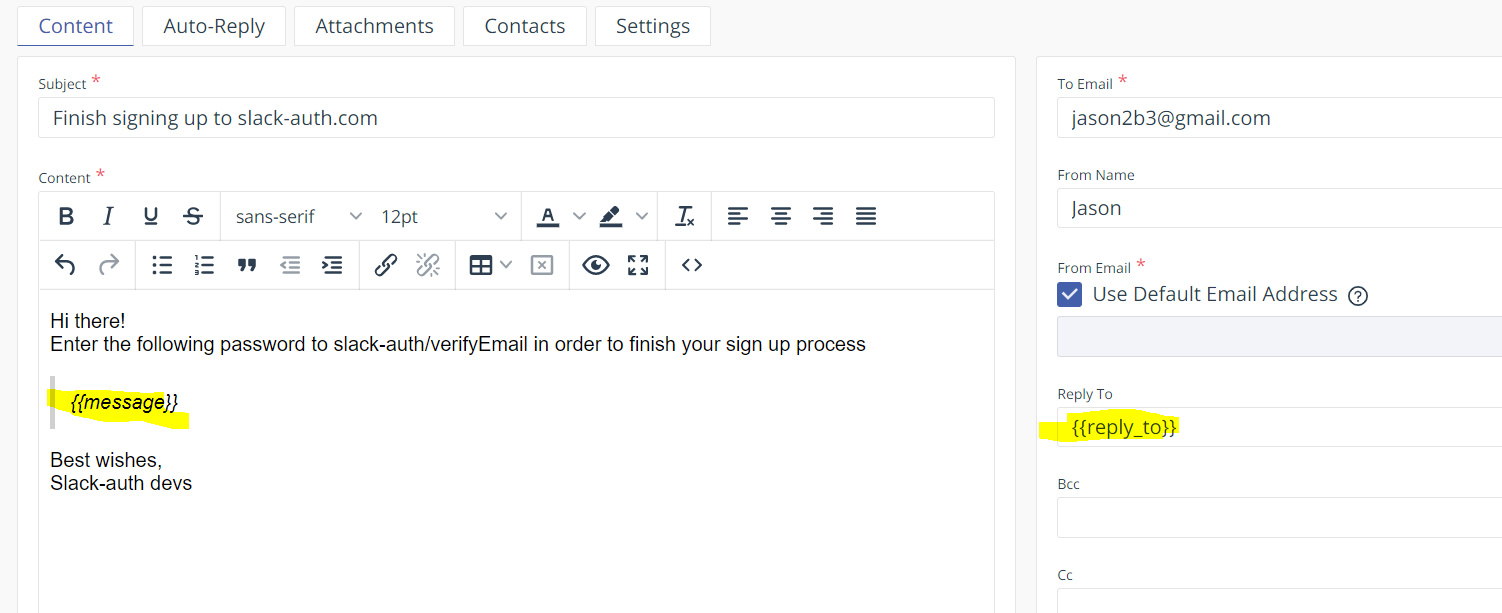 Content Auto-Reply Attachments Contacts Settings
Subject *
Finish signing up to slack-auth.com
Content *
B I U S sans-serif 12pt A
Hi there!
Enter the following password to slack-auth/verifyEmail in order to finish your sign up process
{{message}}
Best wishes,
Slack-auth devs
To Email *
jason2b3@gmail.com
From Name
Jason
From Email *
Use Default Email Address ?
Reply To
{{reply_to}}
Bcc
Cc